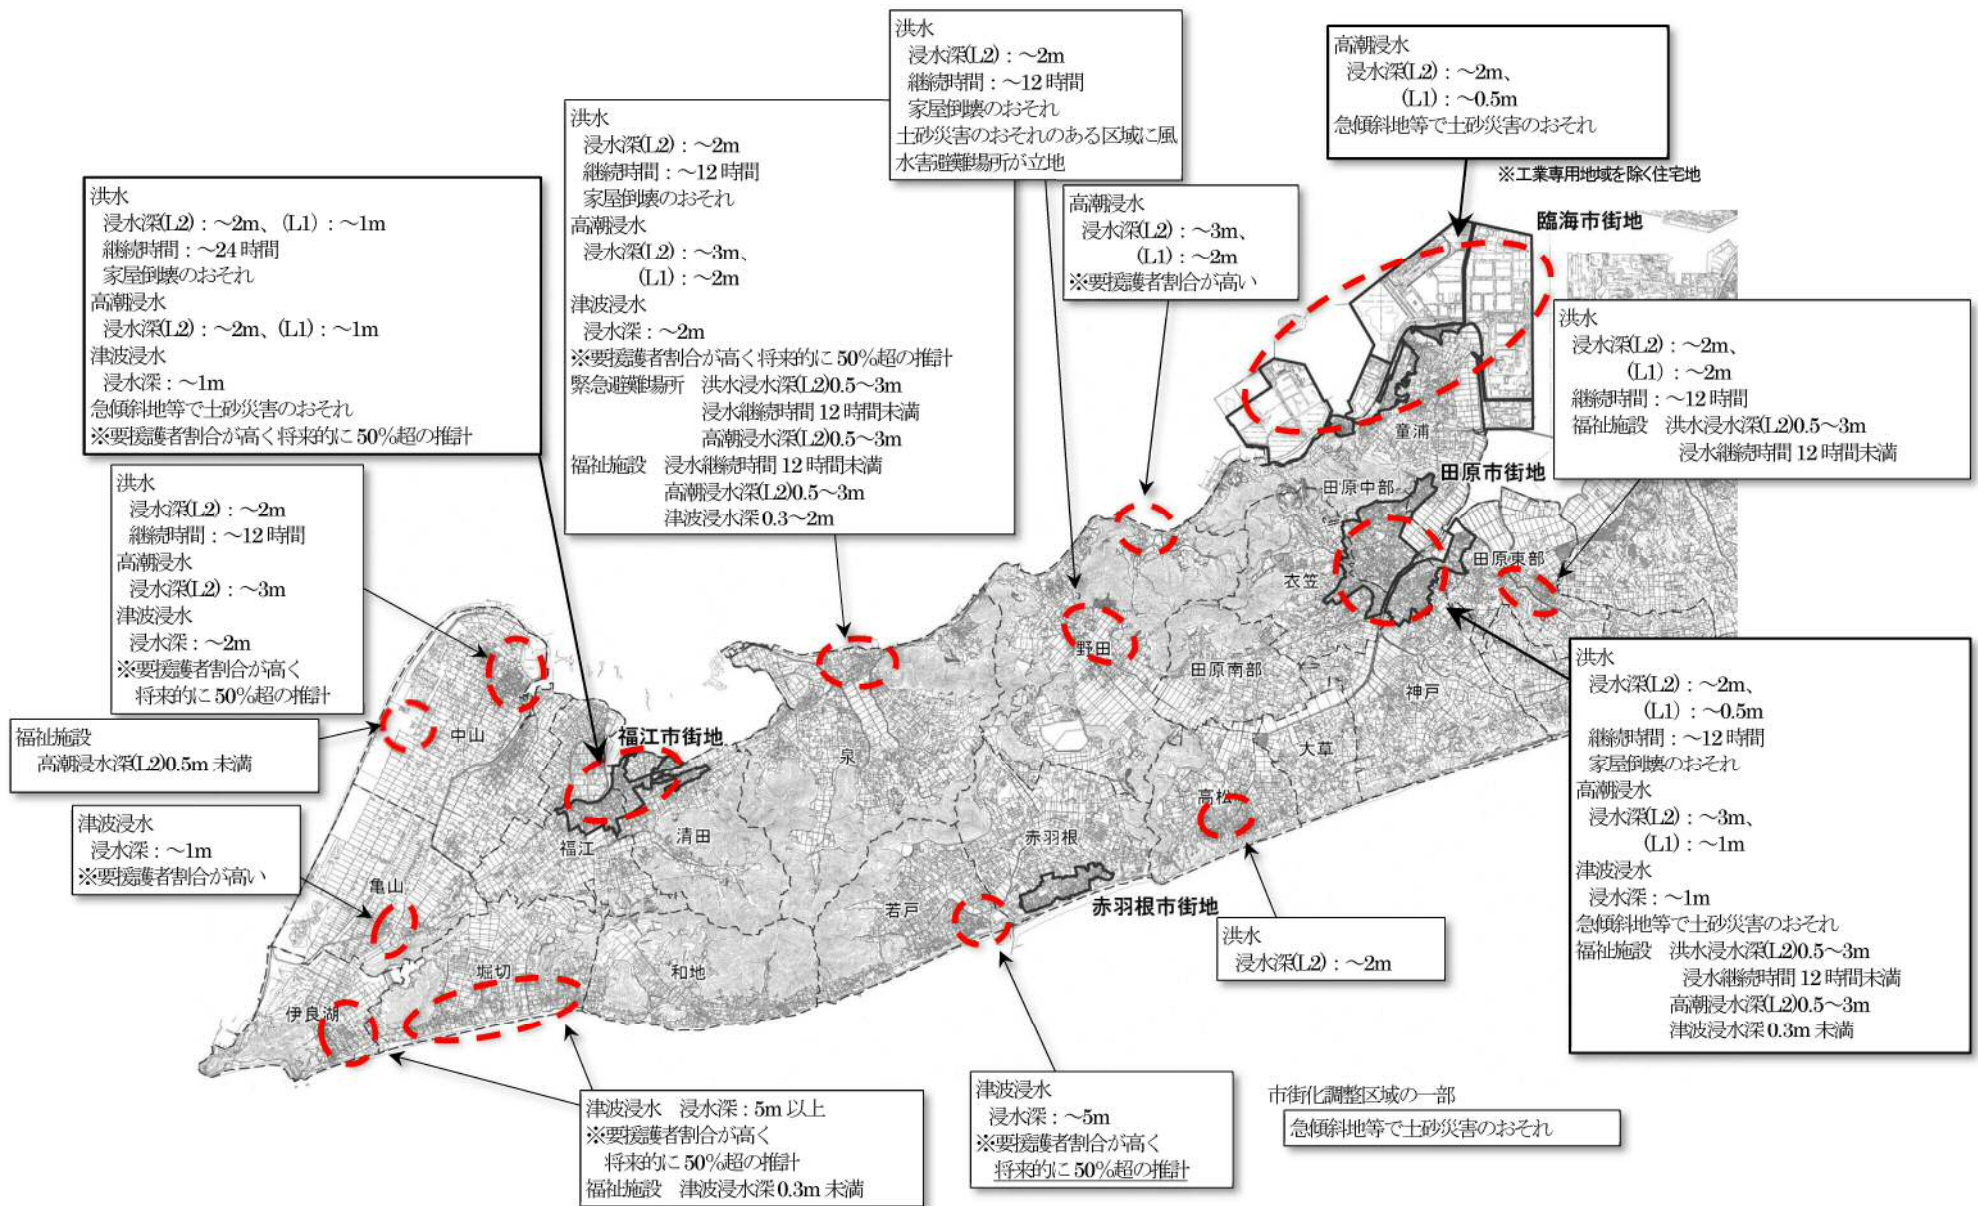 洪水
浸水深(L2)：～2m
継続時間：～12時間
家屋倒壊のおそれ
土砂災害のおそれのある区域に風
水害避難場所が立地
高潮浸水
浸水深(L2)：～2m、
(L1)：～0.5m
急傾斜地等で土砂災害のおそれ
※工業専用地域を除く住宅地
洪水
浸水深(L2)：～2m
継続時間：～12時間
家屋倒壊のおそれ
高潮浸水
浸水深(L2)：～3m、
(L1)：～2m
津波浸水
浸水深：～2m
※要援護者割合が高く将来的に50%超の推計
緊急避難場所　洪水浸水深(L2)0.5～3m
浸水継続時間12時間未満
高潮浸水深(L2)0.5～3m
福祉施設　浸水継続時間12時間未満
高潮浸水深(L2)0.5～3m
津波浸水深0.3～2m
洪水
浸水深(L2)：～2m、(L1)：～1m
継続時間：～24時間
家屋倒壊のおそれ
高潮浸水
浸水深(L2)：～2m、(L1)：～1m
津波浸水
浸水深：～1m
急傾斜地等で土砂災害のおそれ
※要援護者割合が高く将来的に50%超の推計
高潮浸水
浸水深(L2)：～3m、
(L1)：～2m
※要援護者割合が高い
臨海市街地
洪水
浸水深(L2)：～2m、
(L1)：～2m
継続時間：～12時間
福祉施設　洪水浸水深(L2)0.5～3m
浸水継続時間12時間未満
洪水
浸水深(L2)：～2m
継続時間：～12時間
高潮浸水
浸水深(L2)：～3m
津波浸水
浸水深：～2m
※要援護者割合が高く
将来的に50%超の推計
福祉施設
高潮浸水深(L2)0.5m未満
津波浸水
浸水深：～1m
※要援護者割合が高い
童浦
田原市街地
田原中部
田原東部
衣笠
野田
田原南部
神戸
大草
中山
福江市街地
泉
高松
赤羽根
清田
福江
亀山
若戸
赤羽根市街地
堀切
和地
伊良湖
洪水
浸水深(L2)：～2m、
(L1)：～0.5m
継続時間：～12時間
家屋倒壊のおそれ
高潮浸水
浸水深(L2)：～3m、
(L1)：～1m
津波浸水
浸水深：～1m
急傾斜地等で土砂災害のおそれ
福祉施設　洪水浸水深(L2)0.5～3m
浸水継続時間12時間未満
高潮浸水深(L2)0.5～3m
津波浸水深0.3m未満
洪水
浸水深(L2)：～2m
津波浸水　浸水深：5m以上
※要援護者割合が高く
将来的に50%超の推計
福祉施設　津波浸水深0.3m未満
津波浸水
浸水深：～5m
※要援護者割合が高く
将来的に50%超の推計
市街化調整区域の一部
急傾斜地等で土砂災害のおそれ